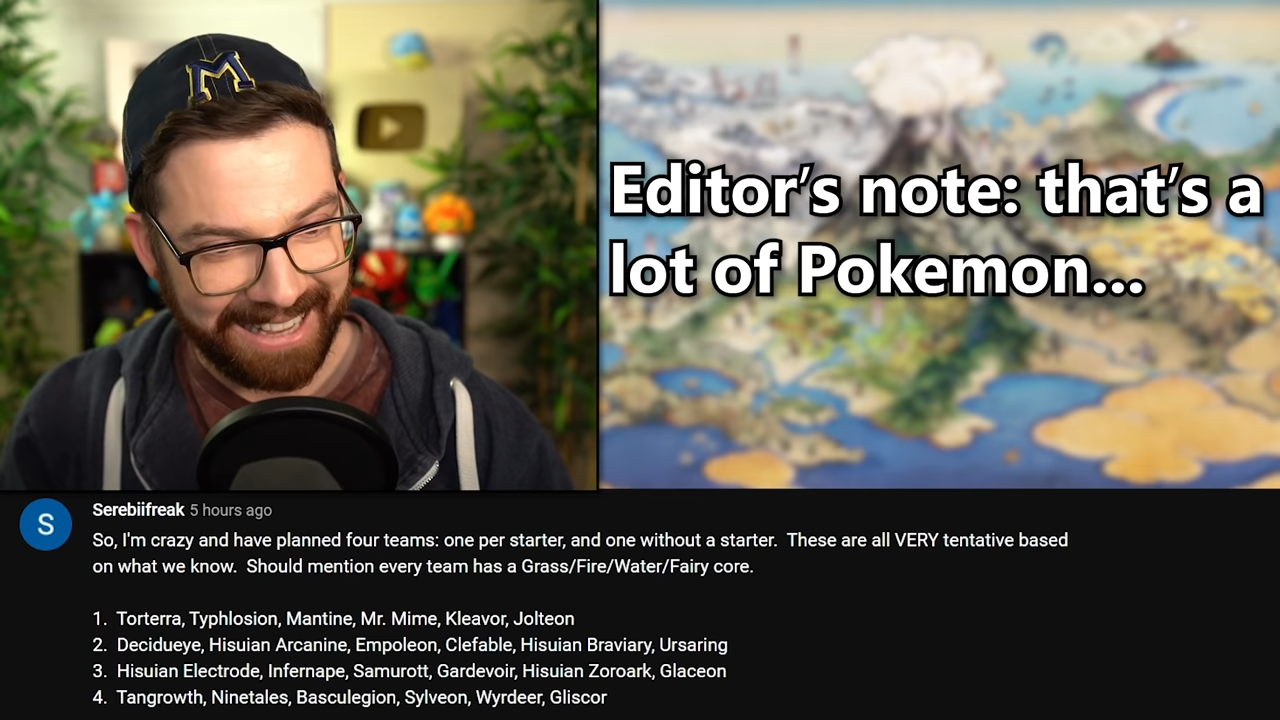 M
Editor's note: that's a
lot of Pokemon...
S
Serebiifreak 5 hours ago
So, I'm crazy and have planned four teams: one per starter, and one without a starter.  These are all VERY tentative based
on what we know.  Should mention every team has a Grass/Fire/Water/Fairy core.
1.  Torterra, Typhlosion, Mantine, Mr. Mime, Kleavor, Jolteon
2.  Decidueye, Hisuian Arcanine, Empoleon, Clefable, Hisuian Braviary, Ursaring
3.  Hisuian Electrode, Infernape, Samurott, Gardevoir, Hisuian Zoroark, Glaceon
4.  Tangrowth, Ninetales, Basculegion, Sylveon, Wyrdeer, Gliscor